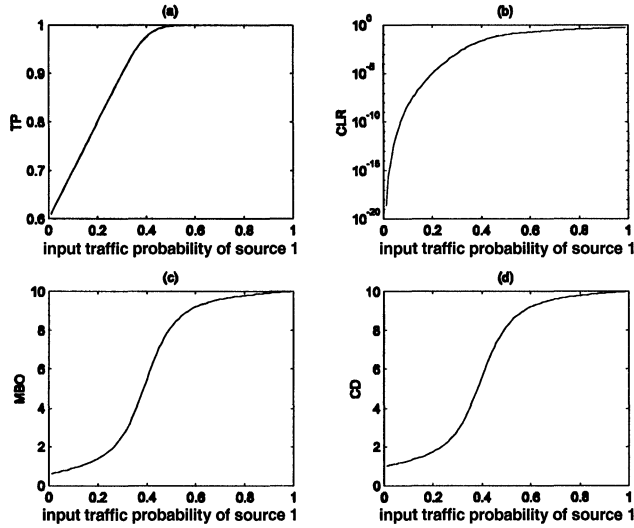 (a)
1
0.9
0.8
0.7
0.6
TP
0 0.2 0.4 0.6 0.8 1
input traffic probability of source 1
(b)
10^0
10^-5
10^-10
10^-15
10^-20
CLR
0 0.2 0.4 0.6 0.8 1
input traffic probability of source 1
(c)
10
8
6
4
2
0
MBO
0 0.2 0.4 0.6 0.8 1
input traffic probability of source 1
(d)
10
8
6
4
2
0
CD
0 0.2 0.4 0.6 0.8 1
input traffic probability of source 1